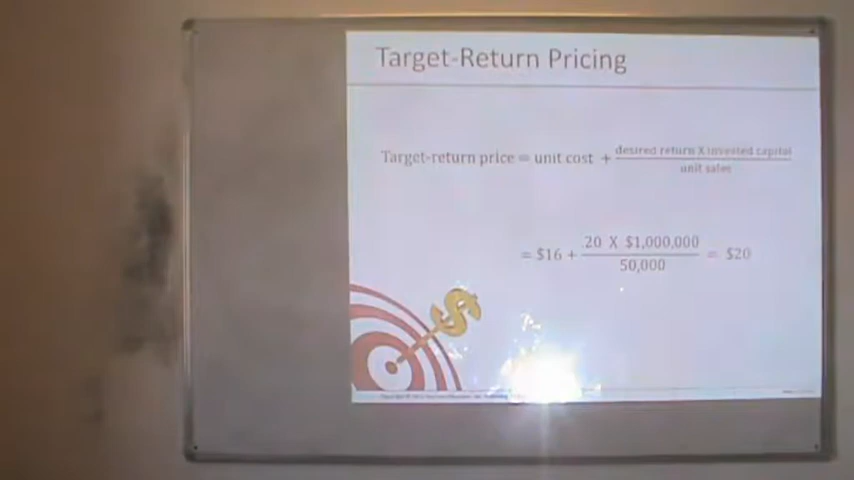 Target-Return Pricing
Target-return price = unit cost + desired return X invested capital
unit sales
= $16 + .20 X $1,000,000 = $20
50,000
$